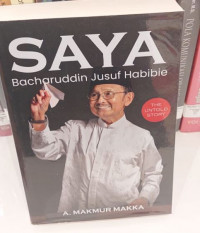 SAYA
Bacharuddin Jusuf Habibie
THE
UNTOLD
STORY
A. MAKMUR MAKKA